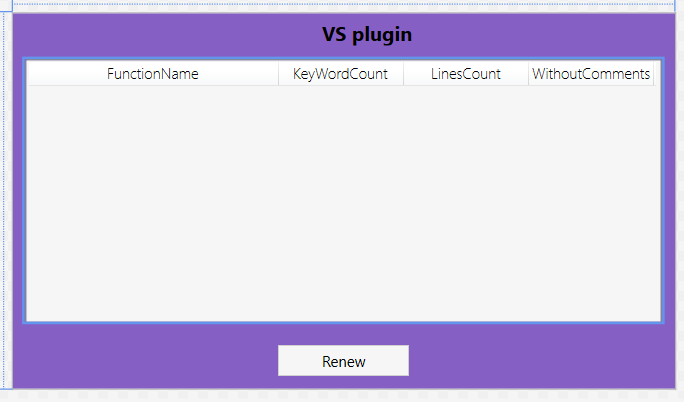 VS plugin
FunctionName KeyWordCount LinesCount WithoutComments
Renew